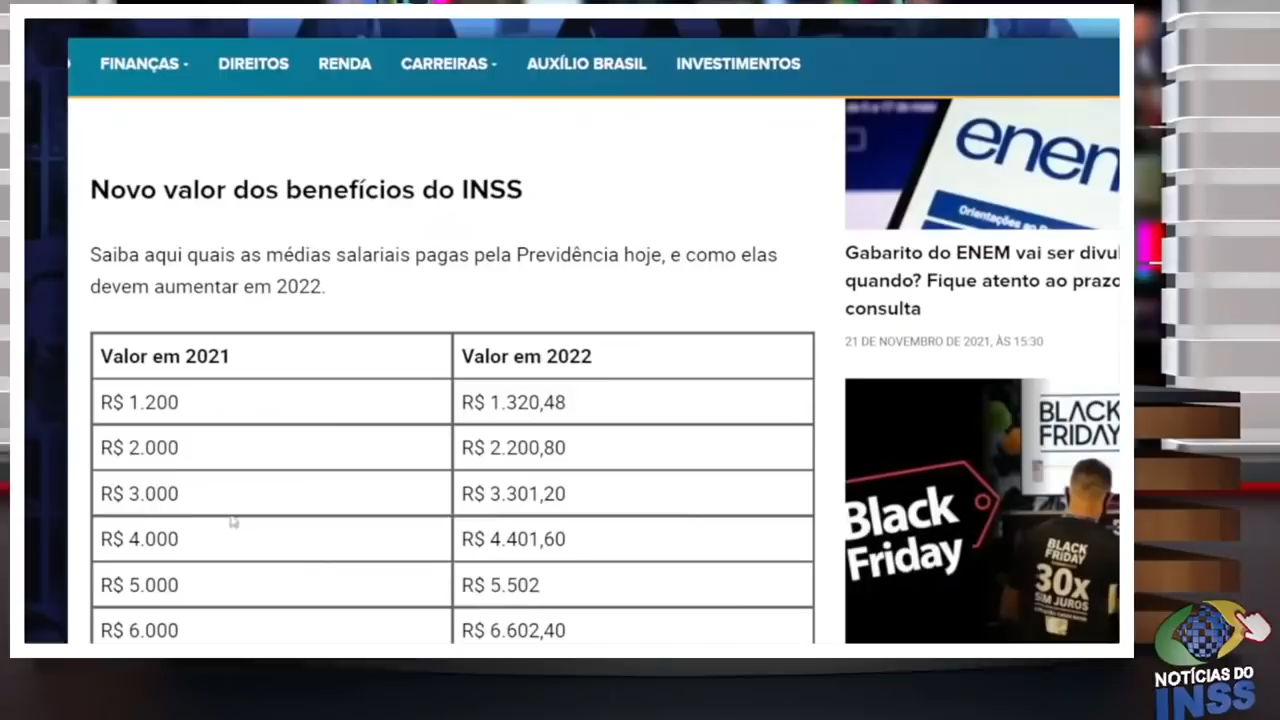 FINANÇAS
DIREITOS
RENDA
CARREIRAS
AUXÍLIO BRASIL
INVESTIMENTOS
Novo valor dos benefícios do INSS
Saiba aqui quais as médias salariais pagas pela Previdência hoje, e como elas
devem aumentar em 2022.
Valor em 2021 Valor em 2022
R$ 1.200 R$ 1.320,48
R$ 2.000 R$ 2.200,80
R$ 3.000 R$ 3.301,20
R$ 4.000 R$ 4.401,60
R$ 5.000 R$ 5.502
R$ 6.000 R$ 6.602,40
enem
Gabarito do ENEM vai ser divul
quando? Fique atento ao prazo
consulta
21 DE NOVEMBRO DE 2021, ÀS 15:30
BLACK
FRIDAY
Black
Friday
BLACK
FRIDAY
30x
SEM JUROS
NOTÍCIAS DO
INSS